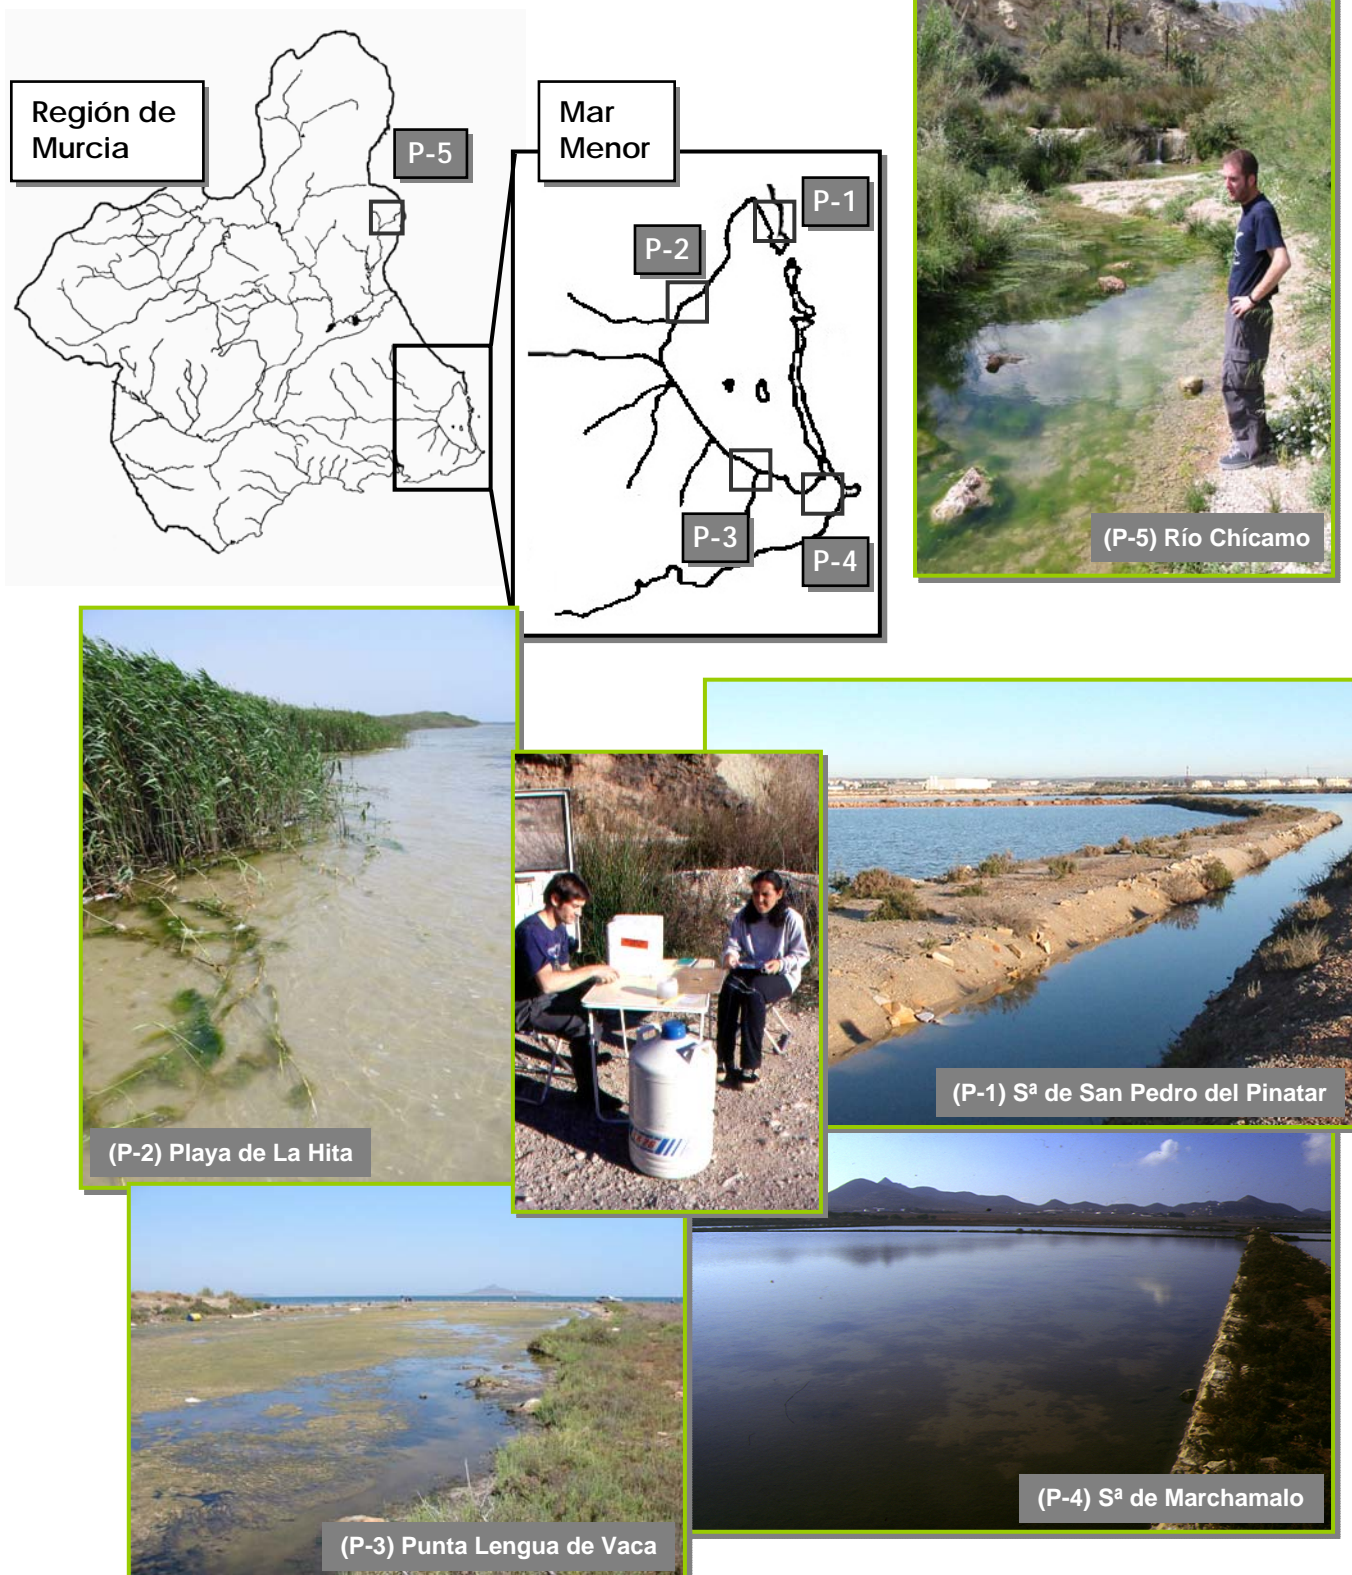 Región de
Murcia
P-5
Mar
Menor
P-1
P-2
P-3
P-4
(P-5) Río Chícamo
(P-2) Playa de La Hita
(P-1) Sª de San Pedro del Pinatar
(P-4) Sª de Marchamalo
(P-3) Punta Lengua de Vaca